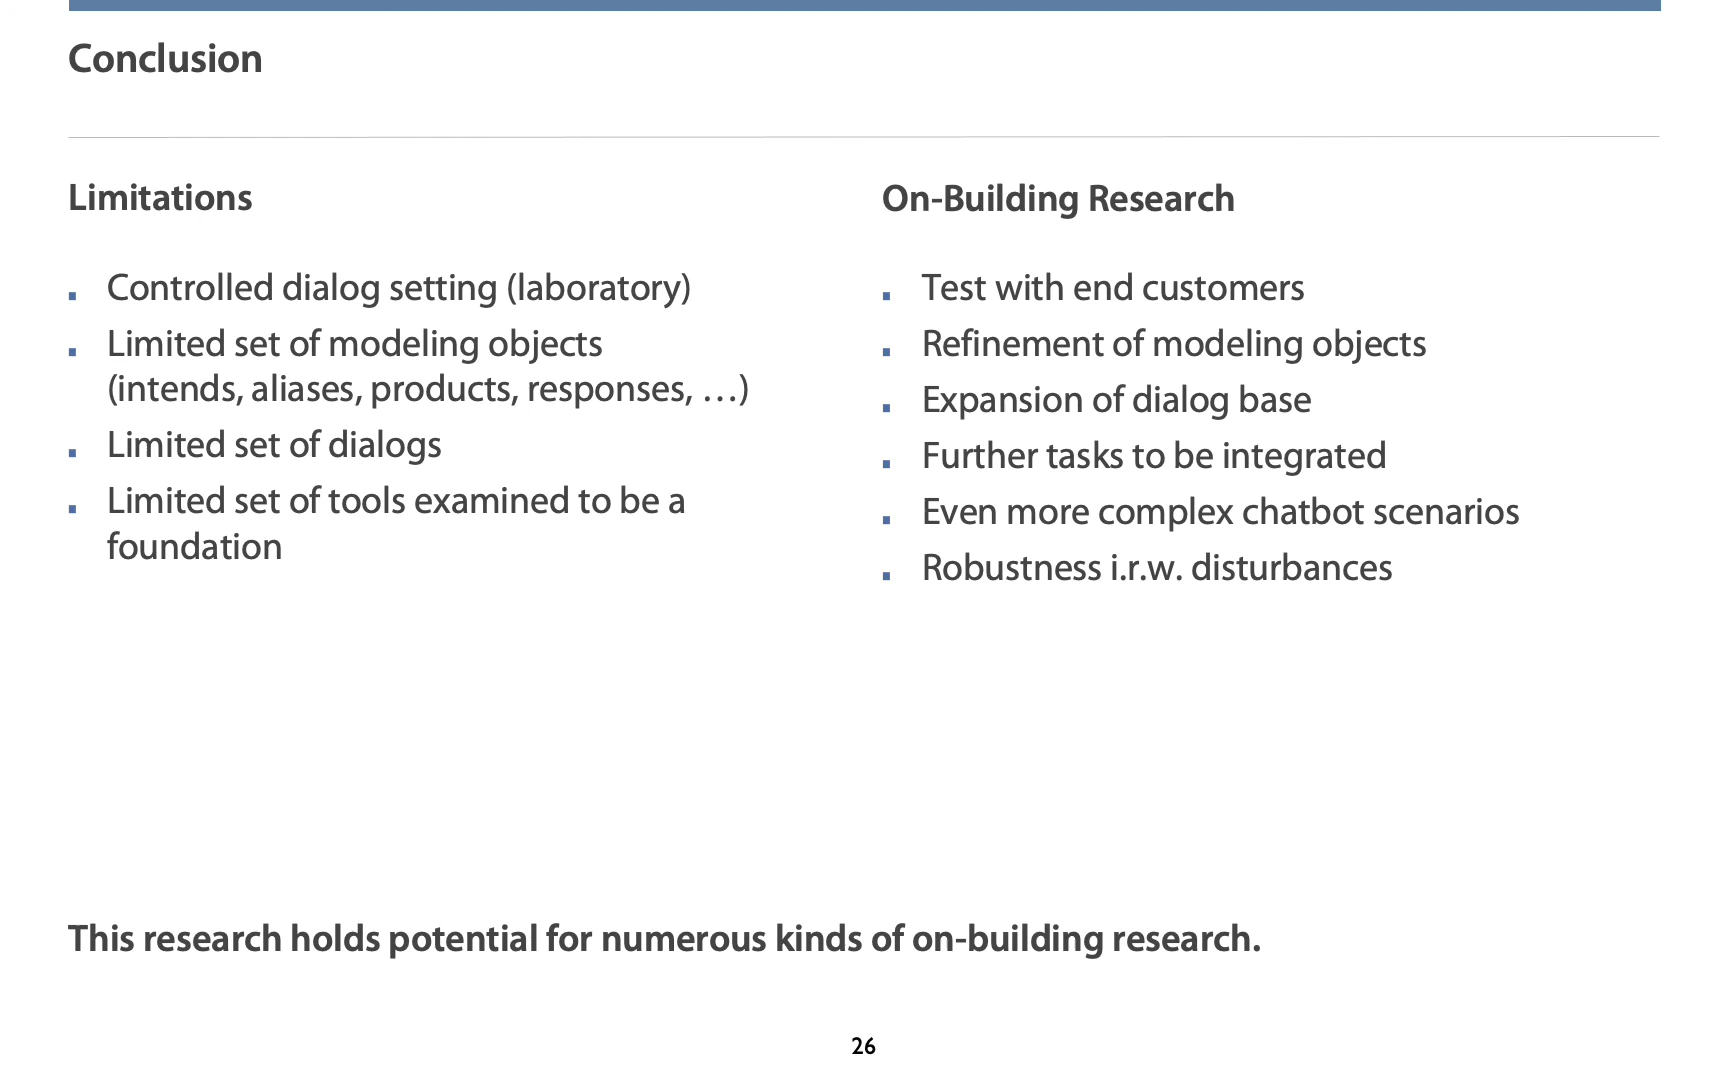 Conclusion
Limitations
Controlled dialog setting (laboratory)
Limited set of modeling objects
(intends, aliases, products, responses, …)
Limited set of dialogs
Limited set of tools examined to be a
foundation
On-Building Research
Test with end customers
Refinement of modeling objects
Expansion of dialog base
Further tasks to be integrated
Even more complex chatbot scenarios
Robustness i.r.w. disturbances
This research holds potential for numerous kinds of on-building research.
26